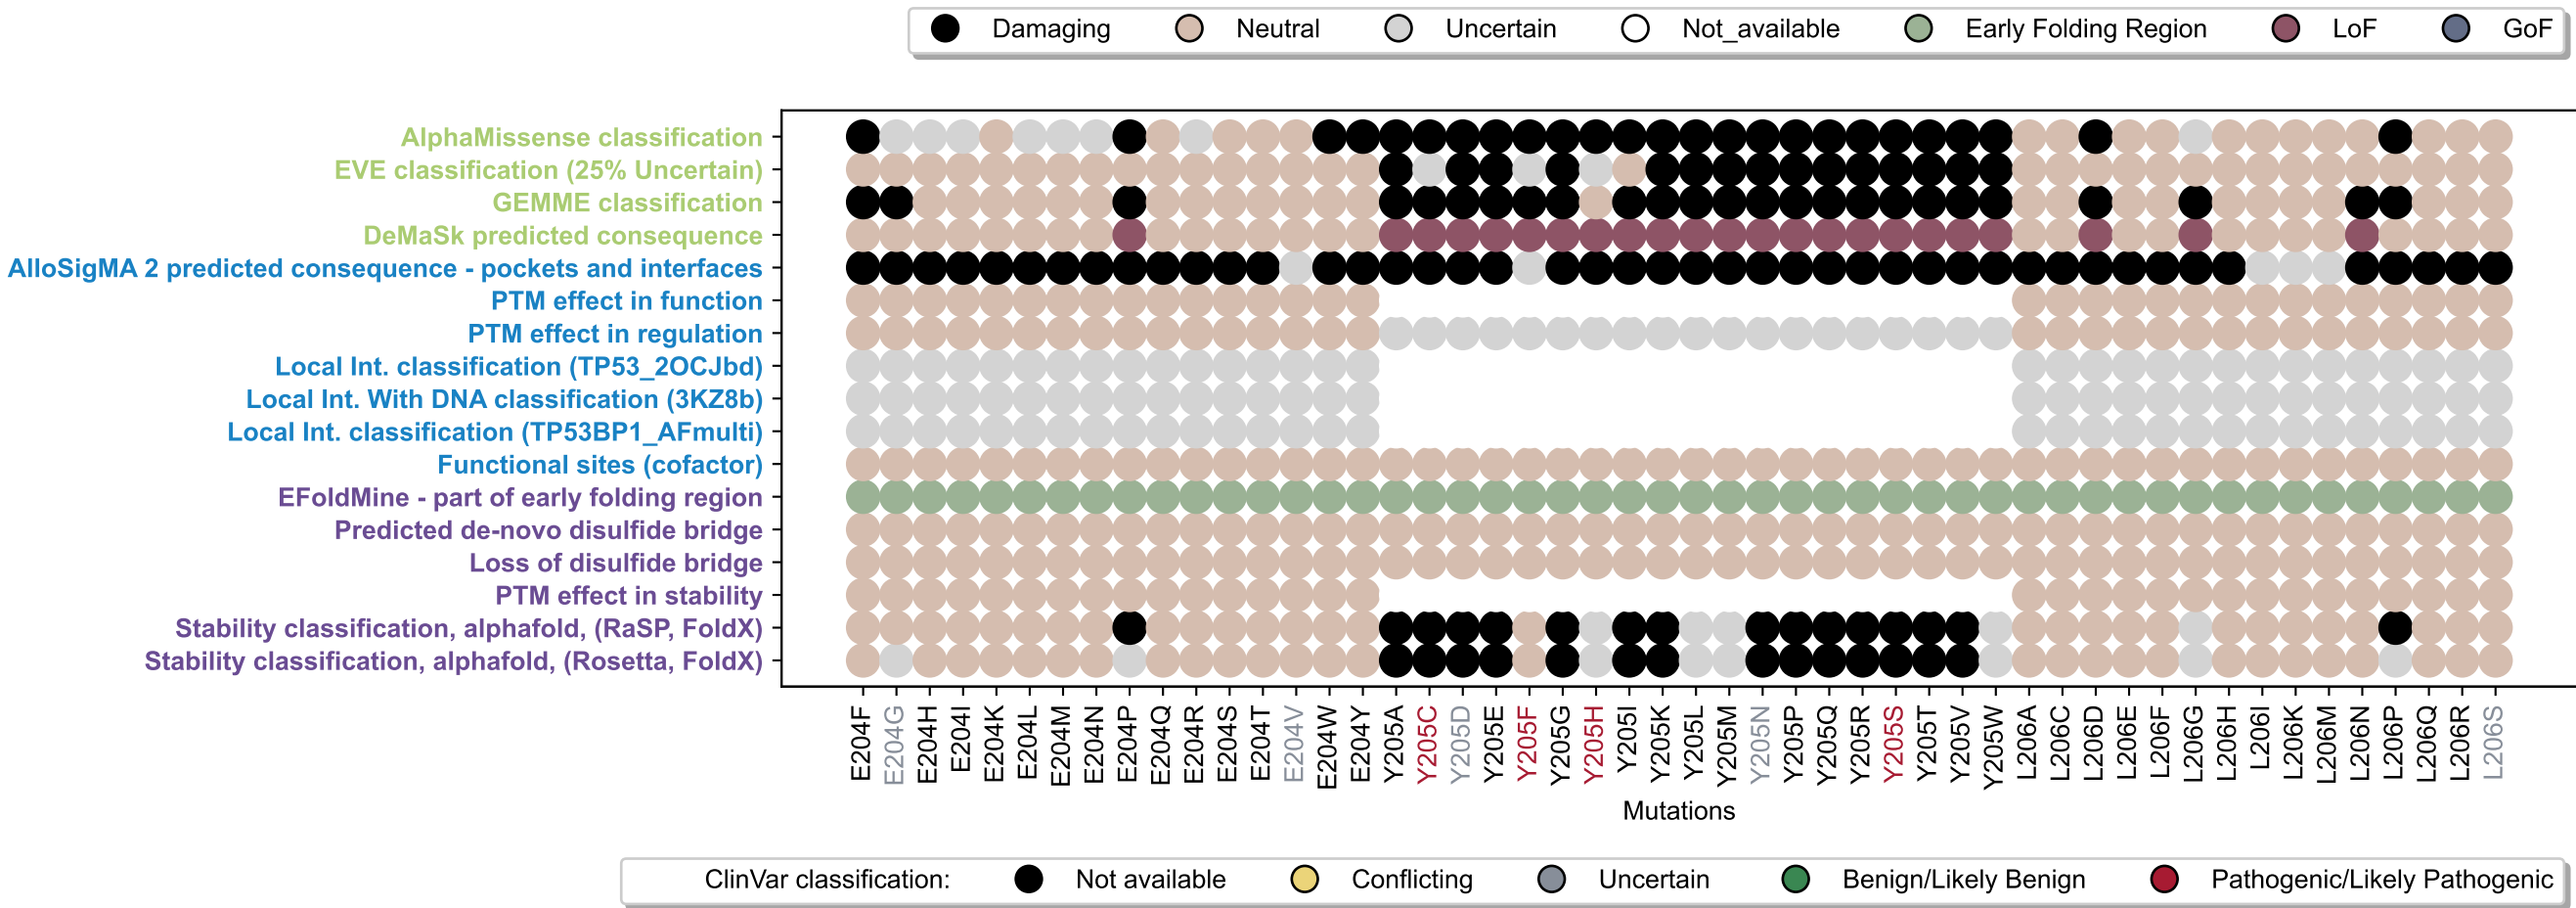 Damaging Neutral Uncertain Not_available Early Folding Region LoF GoF
AlphaMissense classification
EVE classification (25% Uncertain)
GEMME classification
DeMaSk predicted consequence
AlloSigMA 2 predicted consequence - pockets and interfaces
PTM effect in function
PTM effect in regulation
Local Int. classification (TP53_2OCJbd)
Local Int. With DNA classification (3KZ8b)
Local Int. classification (TP53BP1_AFmulti)
Functional sites (cofactor)
EFoldMine - part of early folding region
Predicted de-novo disulfide bridge
Loss of disulfide bridge
PTM effect in stability
Stability classification, alphafold, (RaSP, FoldX)
Stability classification, alphafold, (Rosetta, FoldX)
E204F
E204G
E204H
E204I
E204K
E204L
E204M
E204N
E204P
E204Q
E204R
E204S
E204T
E204V
E204W
E204Y
Y205A
Y205C
Y205D
Y205E
Y205F
Y205G
Y205H
Y205I
Y205K
Y205L
Y205M
Y205N
Y205P
Y205Q
Y205R
Y205S
Y205T
Y205V
Y205W
L206A
L206C
L206D
L206E
L206F
L206G
L206H
L206I
L206K
L206M
L206N
L206P
L206Q
L206R
L206S
Mutations
ClinVar classification: Not available Conflicting Uncertain Benign/Likely Benign Pathogenic/Likely Pathogenic